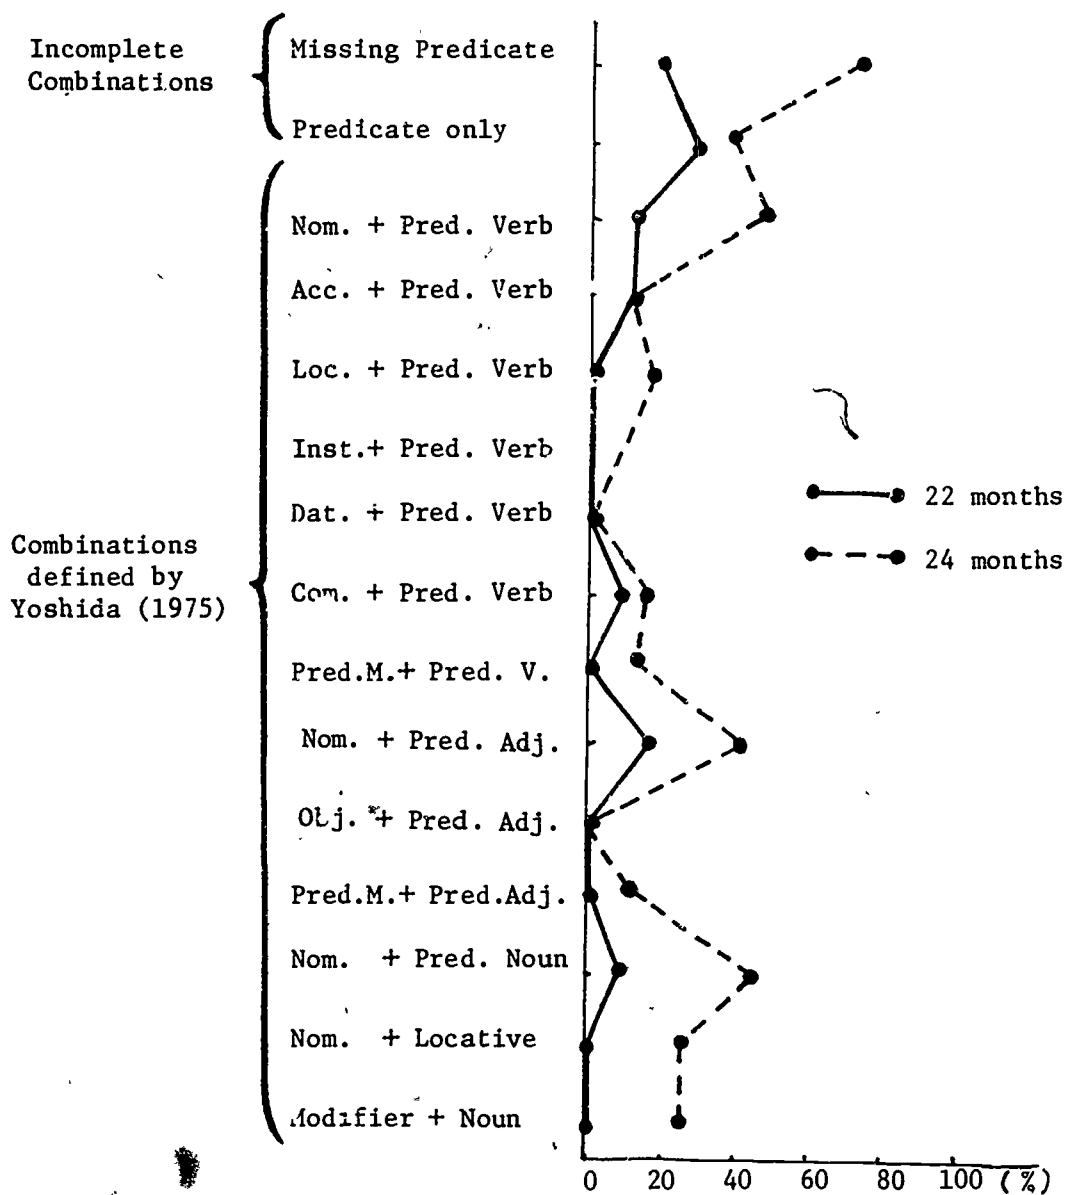 Incomplete
Combinations
Missing Predicate
Predicate only
Combinations
defined by
Yoshida (1975)
Nom. + Pred. Verb
Acc. + Pred. Verb
Loc. + Pred. Verb
Inst.+ Pred. Verb
Dat. + Pred. Verb
Com. + Pred. Verb
Pred.M.+ Pred. V.
Nom. + Pred. Adj.
Obj. + Pred. Adj.
Pred.M.+ Pred.Adj.
Nom. + Pred. Noun
Nom. + Locative
Modifier + Noun
22 months
24 months
0 20 40 60 80 100 (%)